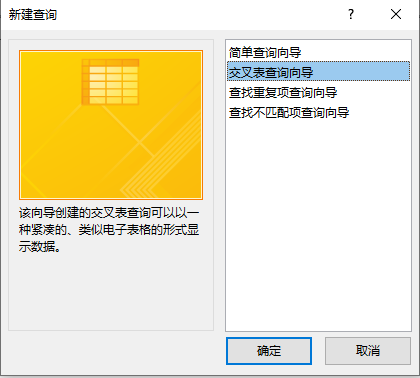 新建查询
?
简单查询向导
交叉表查询向导
查找重复项查询向导
查找不匹配项查询向导
该向导创建的交叉表查询可以以一
种紧凑的、类似电子表格的形式显
示数据。
确定
取消